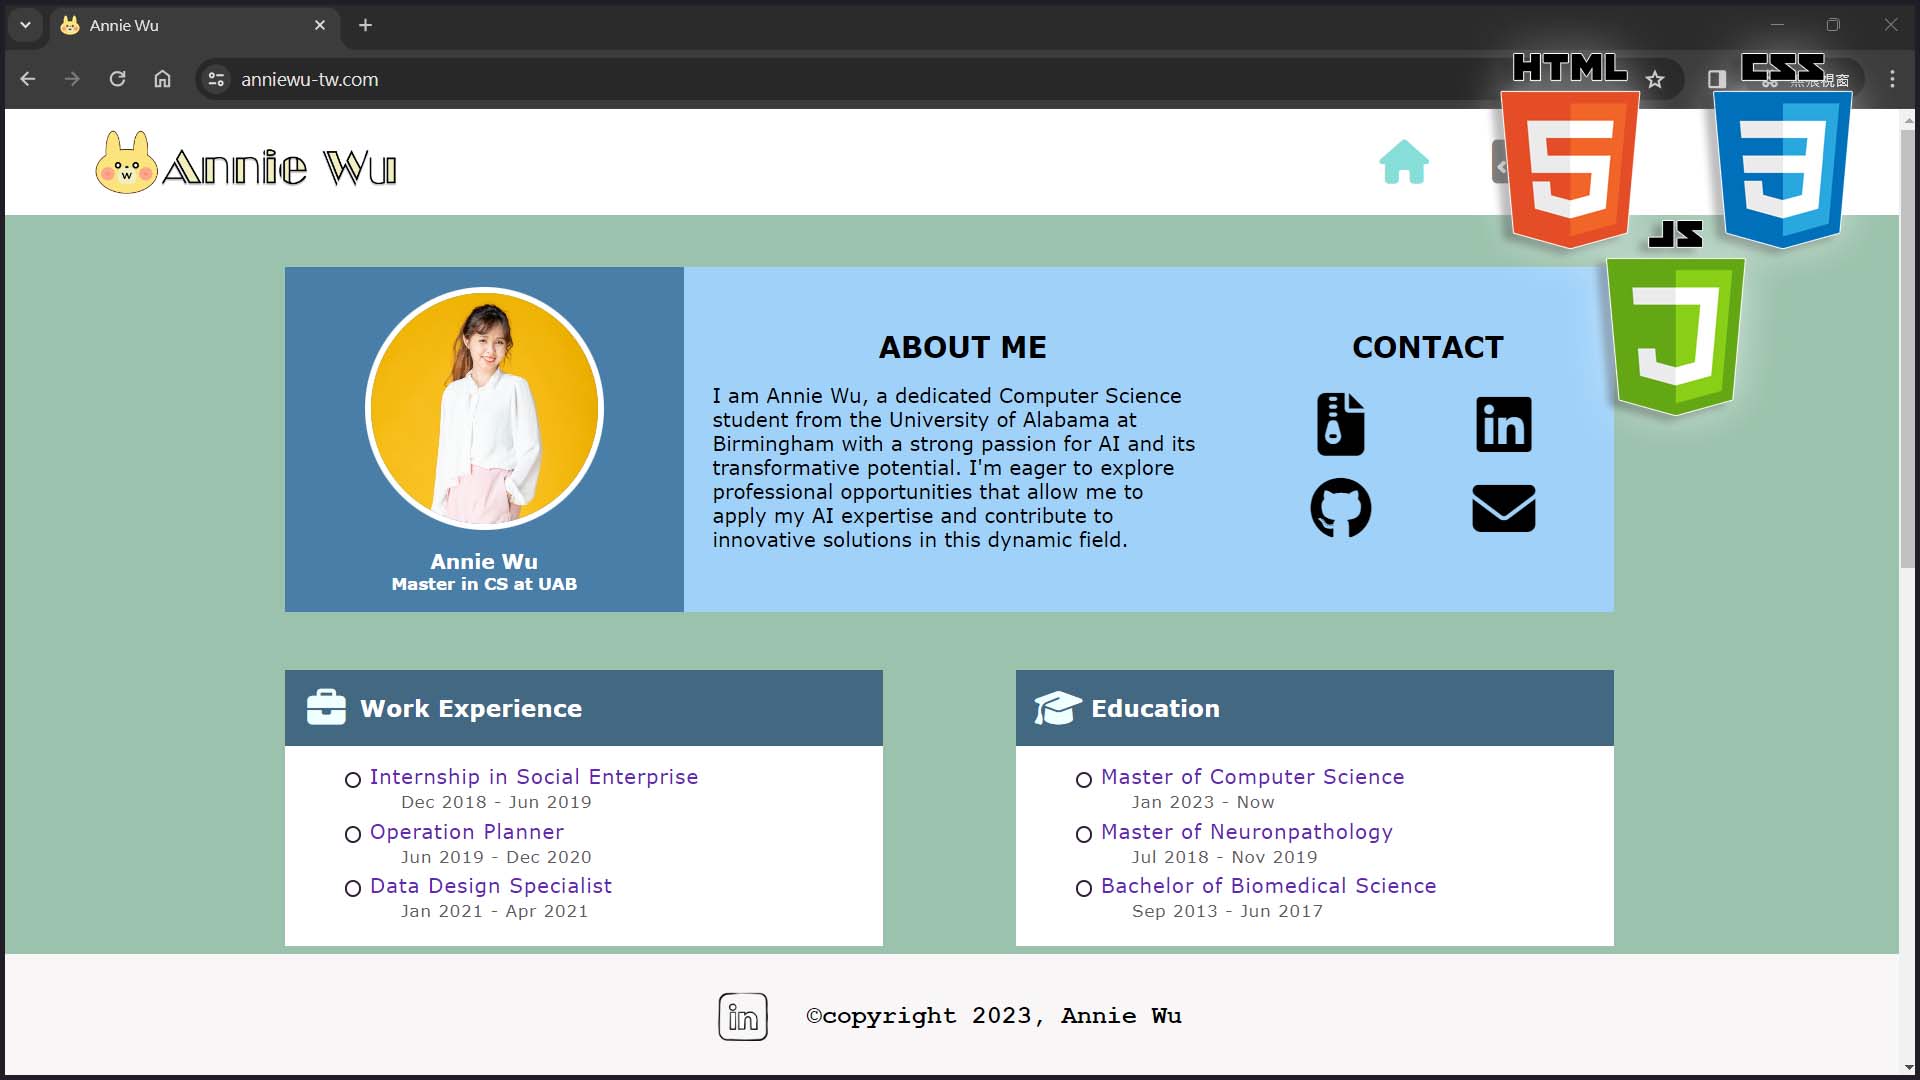 Annie Wu
anniewu-tw.com
HTML
CSS
視窗
Annie Wu
JS
ABOUT ME
I am Annie Wu, a dedicated Computer Science
student from the University of Alabama at
Birmingham with a strong passion for AI and its
transformative potential. I'm eager to explore
professional opportunities that allow me to
apply my AI expertise and contribute to
innovative solutions in this dynamic field.
CONTACT
in
Annie Wu
Master in CS at UAB
Work Experience
Internship in Social Enterprise
Dec 2018 - Jun 2019
Operation Planner
Jun 2019 - Dec 2020
Data Design Specialist
Jan 2021 - Apr 2021
Education
Master of Computer Science
Jan 2023 - Now
Master of Neuronpathology
Jul 2018 - Nov 2019
Bachelor of Biomedical Science
Sep 2013 - Jun 2017
in
©copyright 2023, Annie Wu